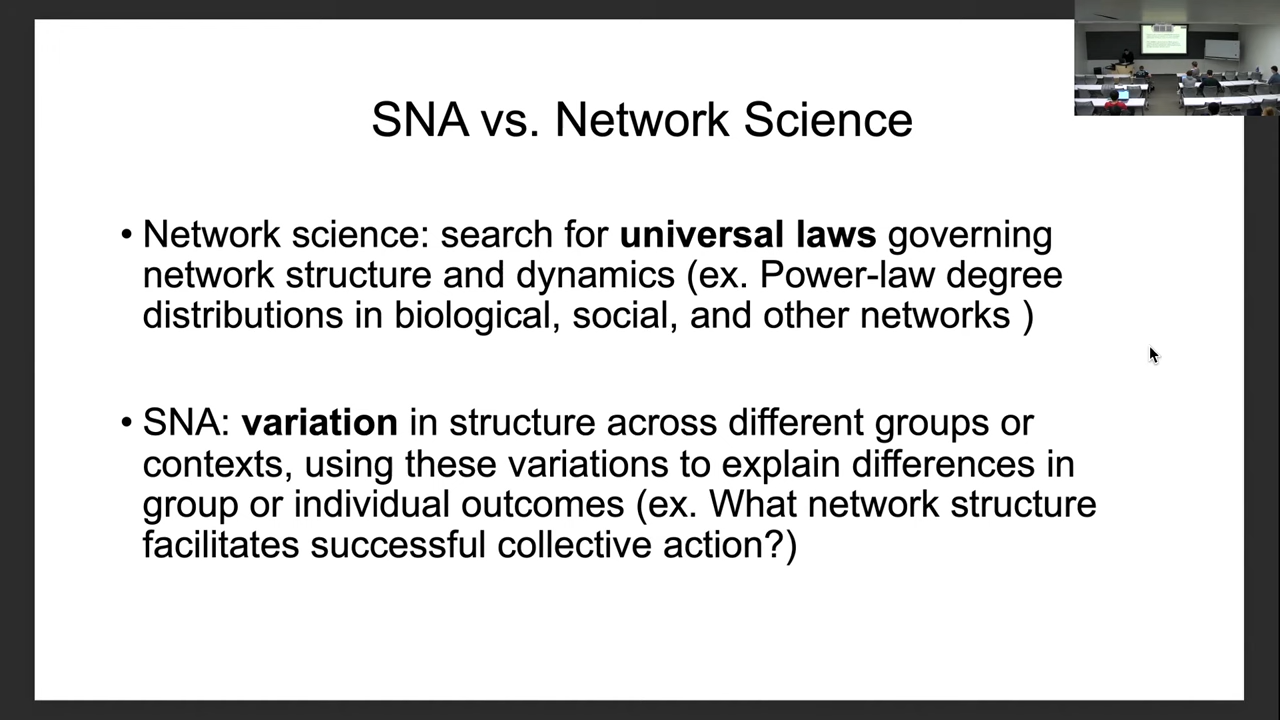 SNA vs. Network Science
• Network science: search for universal laws governing
network structure and dynamics (ex. Power-law degree
distributions in biological, social, and other networks )
• SNA: variation in structure across different groups or
contexts, using these variations to explain differences in
group or individual outcomes (ex. What network structure
facilitates successful collective action?)